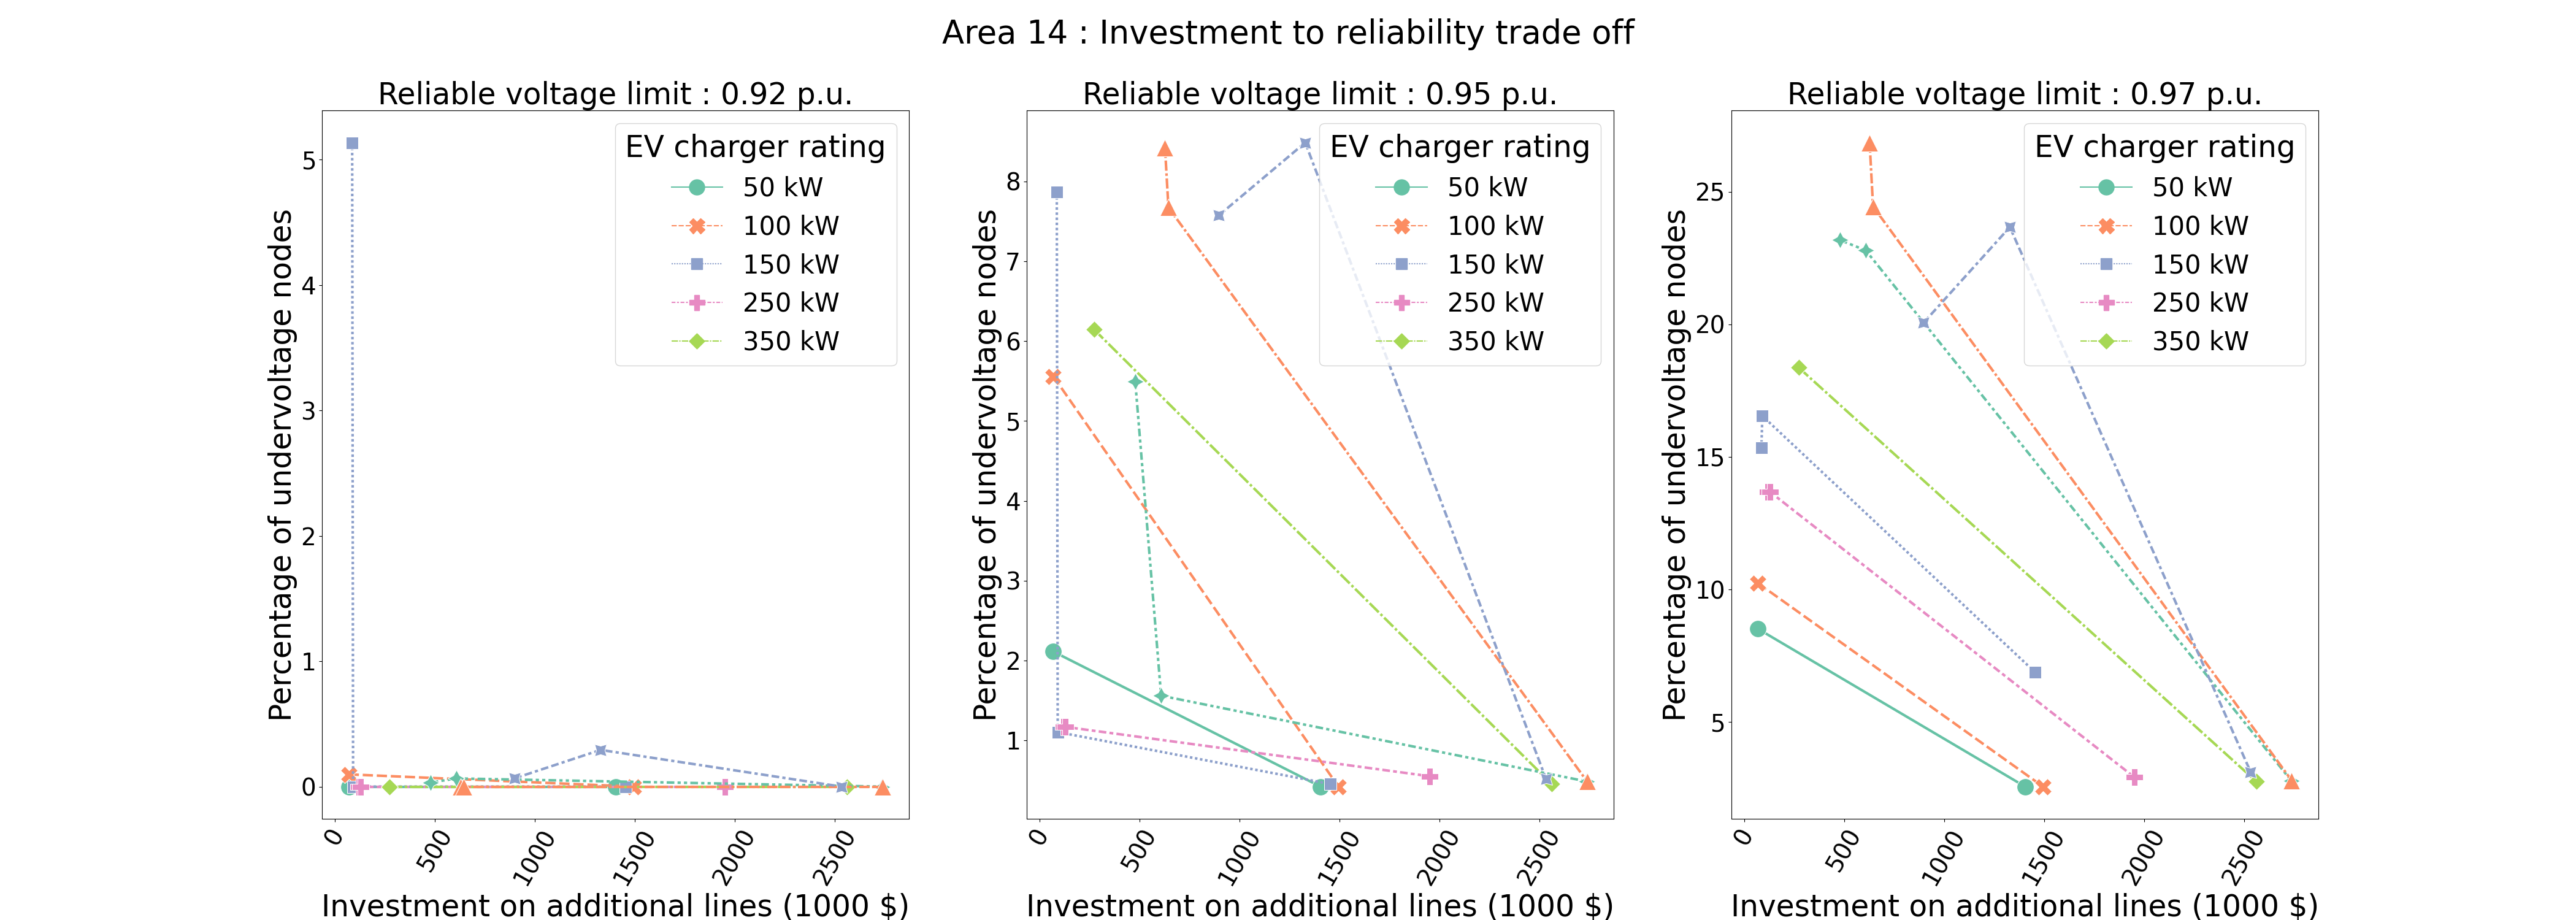 Area 14 : Investment to reliability trade off
Reliable voltage limit : 0.92 p.u.
Percentage of undervoltage nodes
5
4
3
2
1
0
EV charger rating
50 kW
100 kW
150 kW
250 kW
350 kW
0
500
1000
1500
2000
2500
Investment on additional lines (1000 $)
Reliable voltage limit : 0.95 p.u.
Percentage of undervoltage nodes
8
7
6
5
4
3
2
1
EV charger rating
50 kW
100 kW
150 kW
250 kW
350 kW
0
500
1000
1500
2000
2500
Investment on additional lines (1000 $)
Reliable voltage limit : 0.97 p.u.
Percentage of undervoltage nodes
25
20
15
10
5
EV charger rating
50 kW
100 kW
150 kW
250 kW
350 kW
0
500
1000
1500
2000
2500
Investment on additional lines (1000 $)